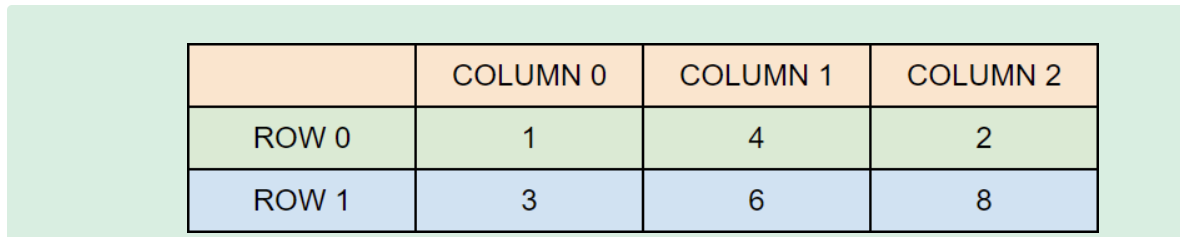 COLUMN 0 COLUMN 1 COLUMN 2
ROW 0 1 4 2
ROW 1 3 6 8